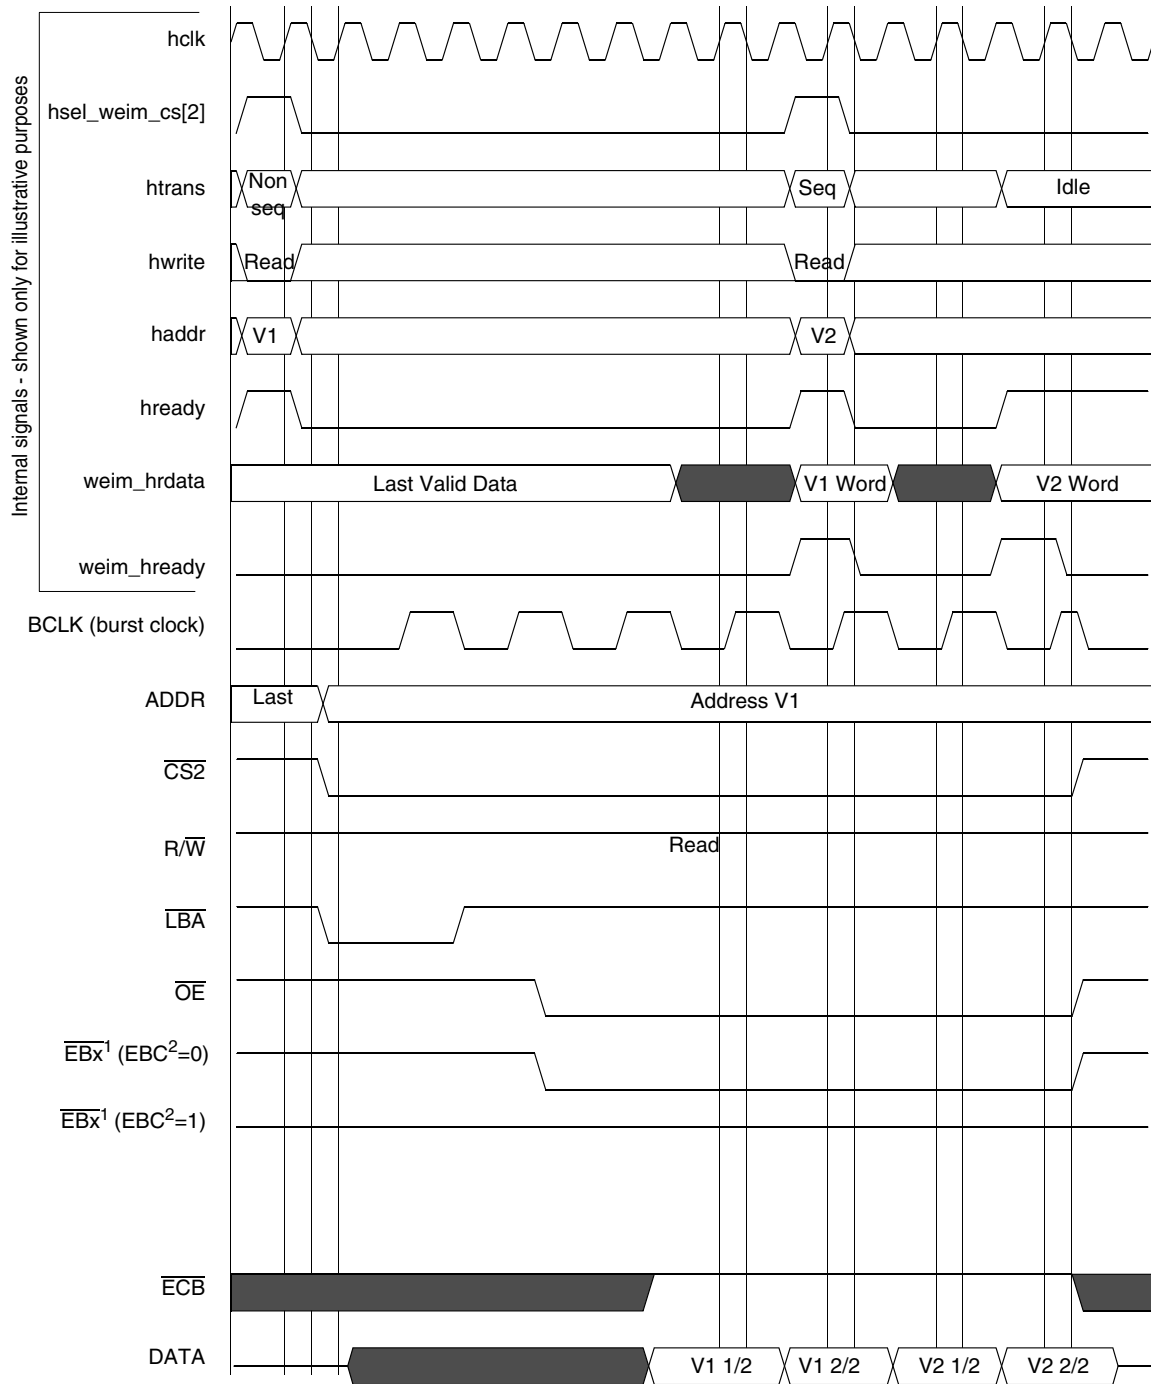 Internal signals - shown only for illustrative purposes
hclk
hsel_weim_cs[2]
htrans Non seq Seq Idle
hwrite Read Read
haddr V1 V2
hready
weim_hrdata Last Valid Data V1 Word V2 Word
weim_hready
BCLK (burst clock)
ADDR Last Address V1
CS2
R/W Read
LBA
OE
EBx¹ (EBC²=0)
EBx¹ (EBC²=1)
ECB
DATA V1 1/2 V1 2/2 V2 1/2 V2 2/2